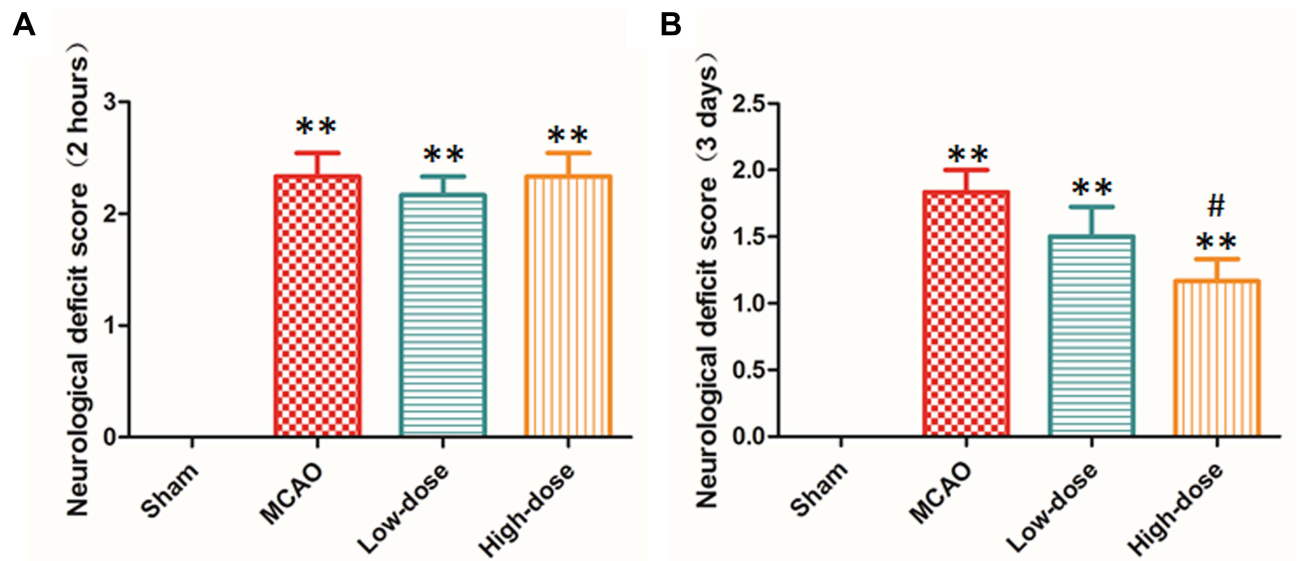 A
Neurological deficit score（2 hours）
3
2
1
0
**
**
**
Sham
MCAO
Low-dose
High-dose
B
Neurological deficit score（3 days）
2.5
2.0
1.5
1.0
0.5
0.0
**
**
#
**
Sham
MCAO
Low-dose
High-dose